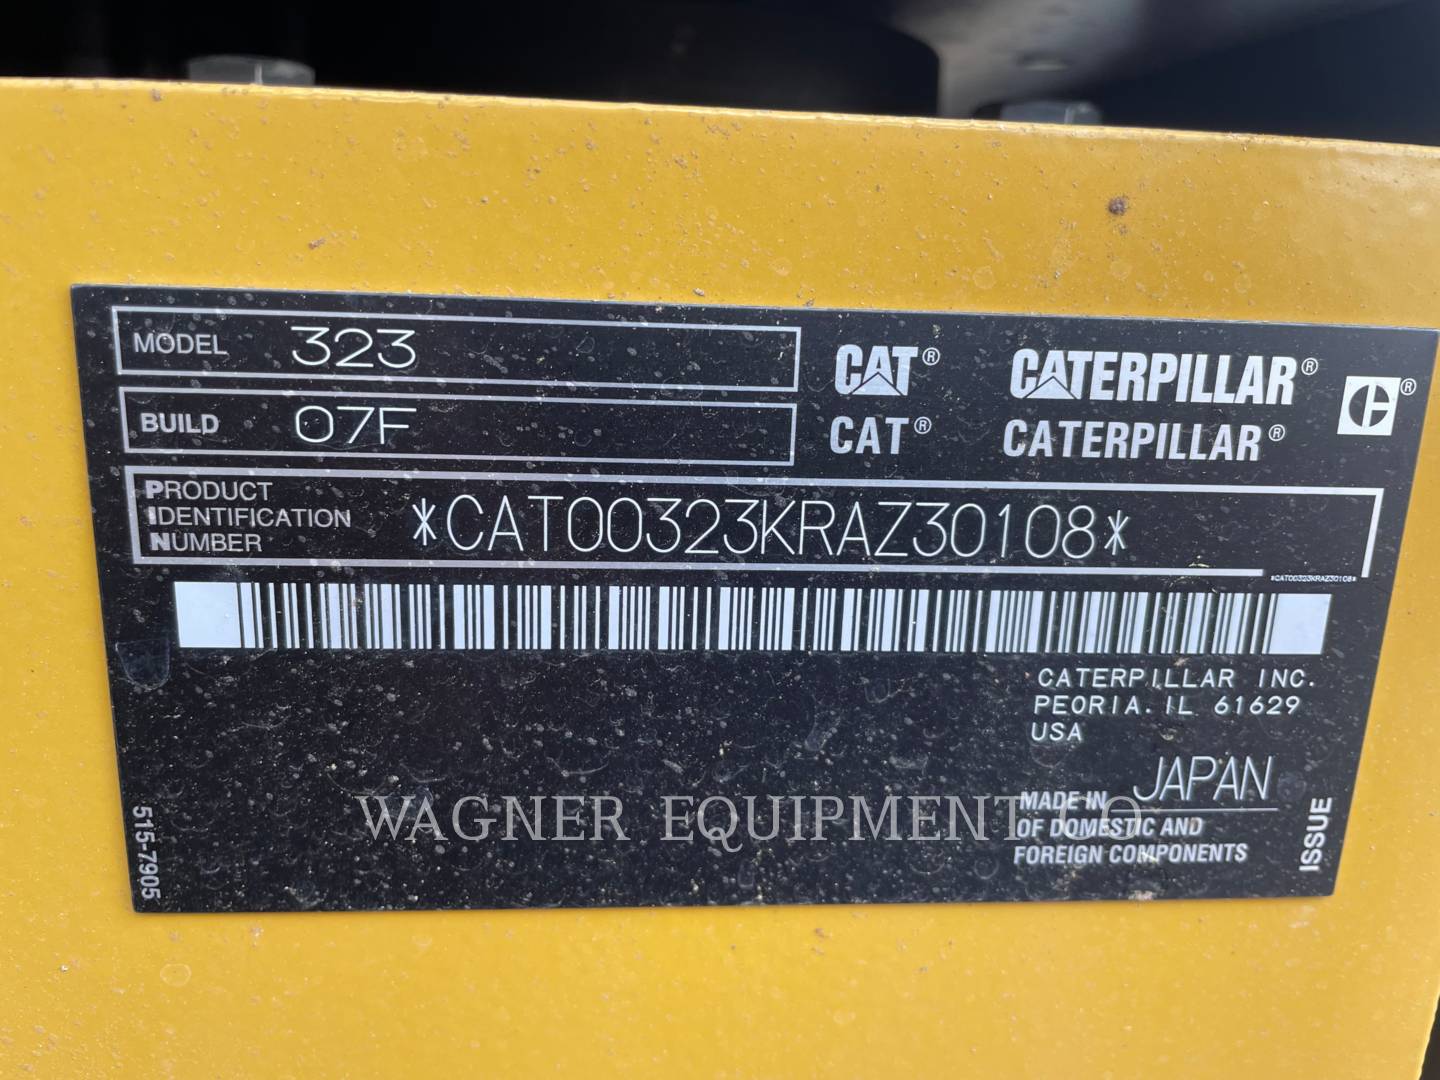 MODEL 323
BUILD 07F
CAT® CATERPILLAR®
CAT® CATERPILLAR®
C®
PRODUCT
IDENTIFICATION
NUMBER
*CAT00323KRAZ30108*
*CAT00323KRAZ30108*
CATERPILLAR INC.
PEORIA, IL 61629
USA
MADE IN JAPAN
OF DOMESTIC AND
FOREIGN COMPONENTS
ISSUE
515-7905
WAGNER EQUIPMENT CO